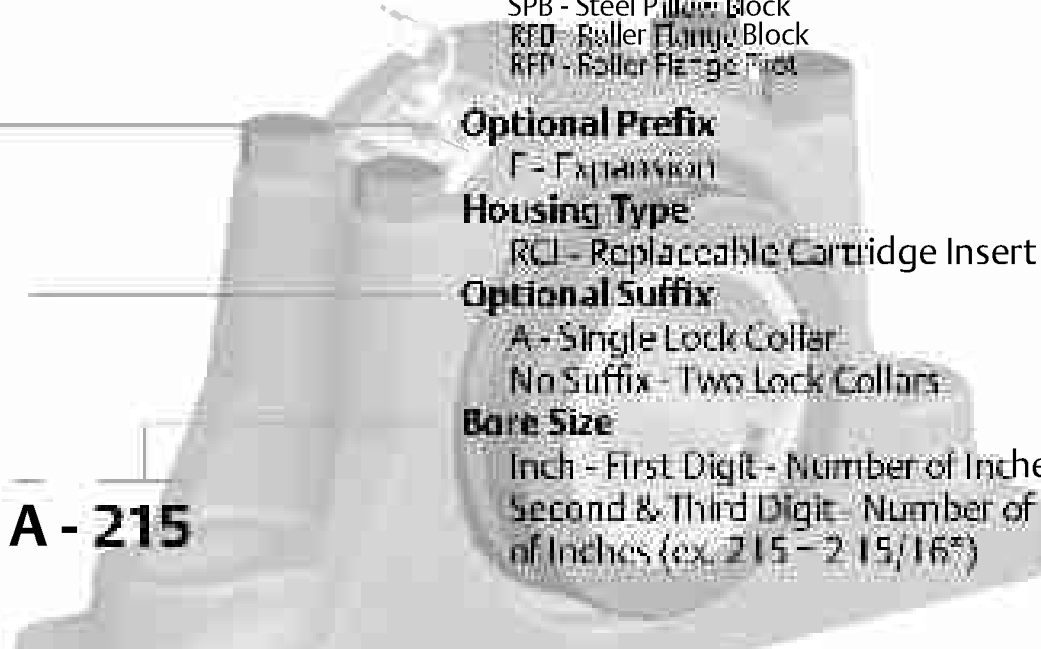 SPB - Steel Pillow Block
RFB - Roller Flange Block
RFP - Roller Flange Pilot
Optional Prefix
E - Expansion
Housing Type
RCI - Replaceable Cartridge Insert
Optional Suffix
A - Single Lock Collar
No Suffix - Two Lock Collars
Bore Size
Inch - First Digit - Number of Inche
Second & Third Digit - Number of
of Inches (ex. 215 = 2 15/16")
A - 215